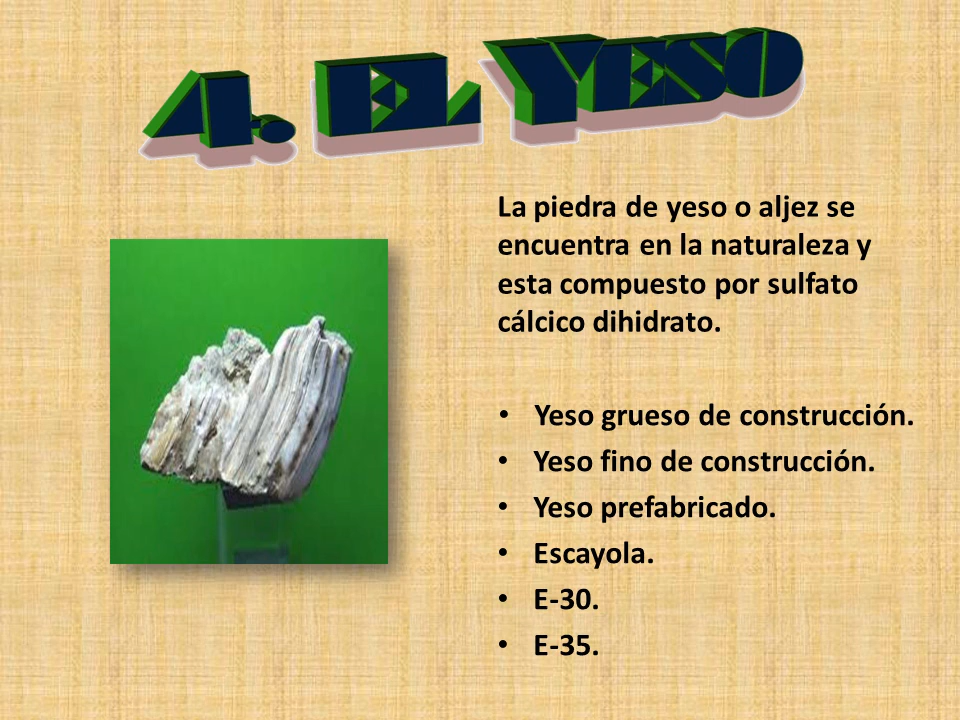 4. EL YESO
La piedra de yeso o aljez se
encuentra en la naturaleza y
esta compuesto por sulfato
cálcico dihidrato.
• Yeso grueso de construcción.
• Yeso fino de construcción.
• Yeso prefabricado.
• Escayola.
• E-30.
• E-35.